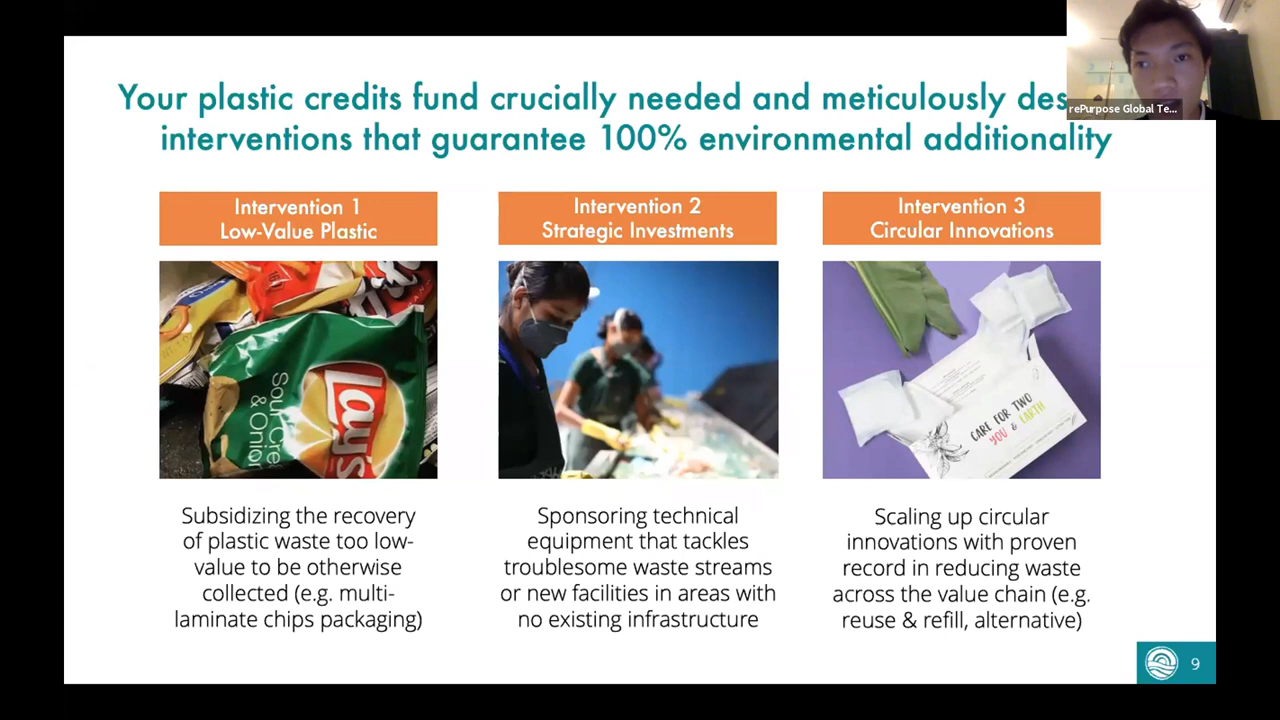 Your plastic credits fund crucially needed and meticulously des
interventions that guarantee 100% environmental additionality
rePurpose Global Te...
Intervention 1
Low-Value Plastic
Intervention 2
Strategic Investments
Intervention 3
Circular Innovations
Sour Cre
& Onion
Lay's
CARE FOR TWO
YOU & EARTH
Subsidizing the recovery
of plastic waste too low-
value to be otherwise
collected (e.g. multi-
laminate chips packaging)
Sponsoring technical
equipment that tackles
troublesome waste streams
or new facilities in areas with
no existing infrastructure
Scaling up circular
innovations with proven
record in reducing waste
across the value chain (e.g.
reuse & refill, alternative)
9